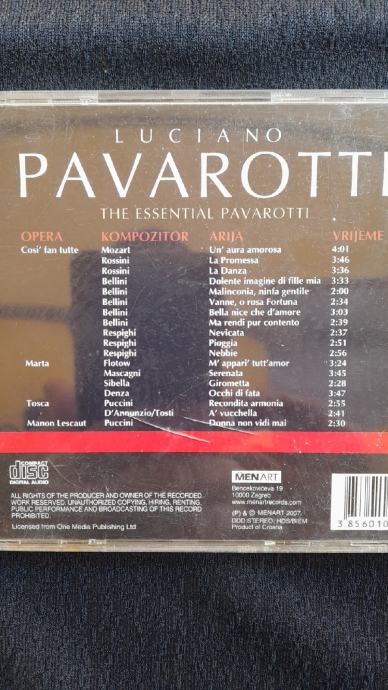 LUCIANO
PAVAROTTI
THE ESSENTIAL PAVAROTTI
OPERA KOMPOZITOR ARIJA VRIJEME
Cosi' fan tutte Mozart Un' aura amorosa 4:01
Rossini La Promessa 3:46
Rossini La Danza 3:36
Bellini Dolente imagine di fille mia 3:33
Bellini Malinconia, ninfa gentile 2:00
Bellini Vanne, o rosa Fortuna 2:34
Bellini Bella nice che d'amore 3:03
Bellini Ma rendi pur contento 2:39
Respighi Nevicata 2:37
Respighi Pioggia 2:51
Respighi Nebbie 2:56
Marta Flotow M' appari' tutt'amor 3:24
Mascagni Serenata 3:45
Sibella Girometta 2:28
Denza Occhi di fata 3:47
Tosca Puccini Recondita armonia 2:55
D'Annunzio/Tosti A' vucchella 2:41
Manon Lescaut Puccini Donna non vidi mai 2:30
COMPACT
disc
DIGITAL AUDIO
ALL RIGHTS OF THE PRODUCER AND OWNER OF THE RECORDED
WORK RESERVED. UNAUTHORIZED COPYING, HIRING, RENTING,
PUBLIC PERFORMANCE AND BROADCASTING OF THIS RECORD
PROHIBITED.
Licensed from One Media Publishing Ltd
MENART
Bencekoviceva 19
10000 Zagreb
www.menartrecords.com
(P) & © MENART 2007.
DDD STEREO: HDS/BIEM
Product of Croatia
3 856010